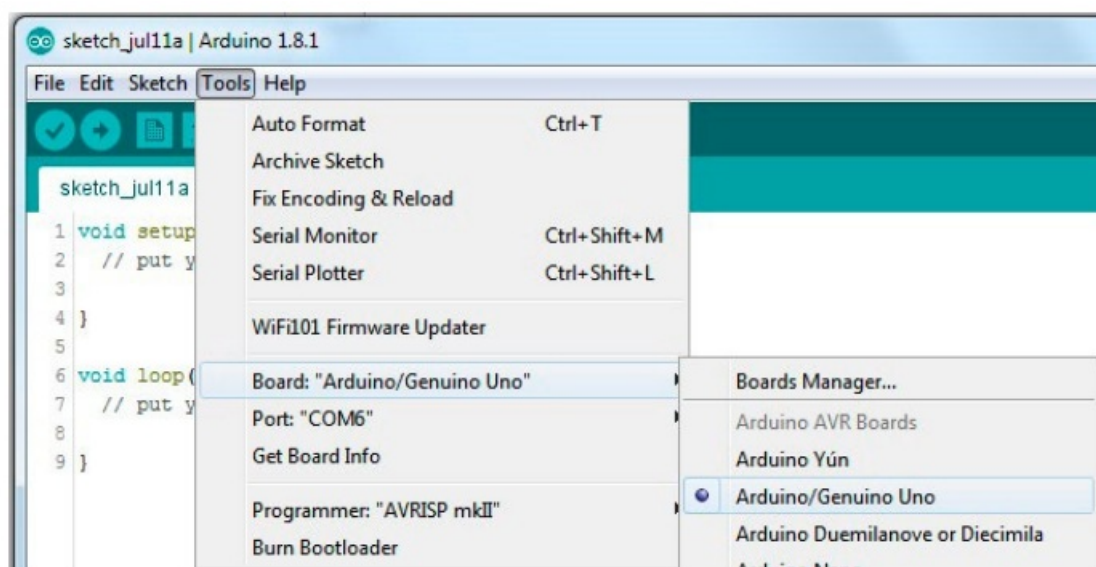 sketch_jul11a | Arduino 1.8.1
File Edit Sketch Tools Help
sketch_jul11a
1 void setup
2 // put y
3
4 }
5
6 void loop(
7 // put y
8
9 }
Auto Format Ctrl+T
Archive Sketch
Fix Encoding & Reload
Serial Monitor Ctrl+Shift+M
Serial Plotter Ctrl+Shift+L
WiFi101 Firmware Updater
Board: "Arduino/Genuino Uno"
Port: "COM6"
Get Board Info
Programmer: "AVRISP mkII"
Burn Bootloader
Boards Manager...
Arduino AVR Boards
Arduino Yún
Arduino/Genuino Uno
Arduino Duemilanove or Diecimila